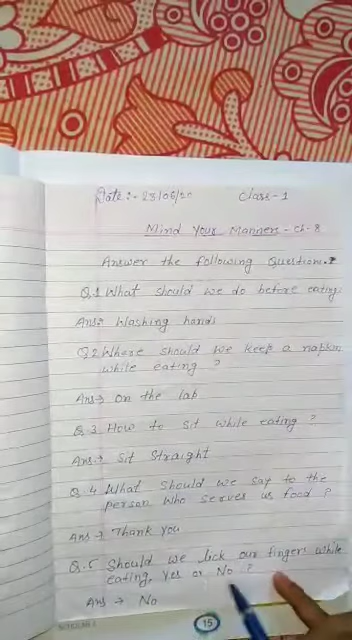 Date:- 28/05/20 Class-1
Mind Your Manners - Ch-8
Answer the following Question.
Q.1 What should we do before eating
Ans→ Washing hands
Q.2 Where should we keep a napkin
while eating ?
Ans→ On the lab
Q.3 How to sit while eating ?
Ans→ Sit Straight
Q.4 What should we say to the
person who serves us food ?
Ans→ Thank you
Q.5 Should we lick our fingers while
eating, Yes or No ?
Ans → No
15